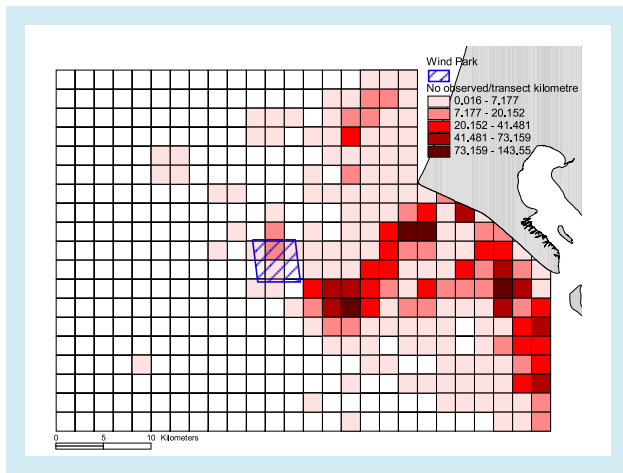 Wind Park
No observed/transect kilometre
0.016 - 7.177
7.177 - 20.152
20.152 - 41.481
41.481 - 73.159
73.159 - 143.55
0 5 10 Kilometers